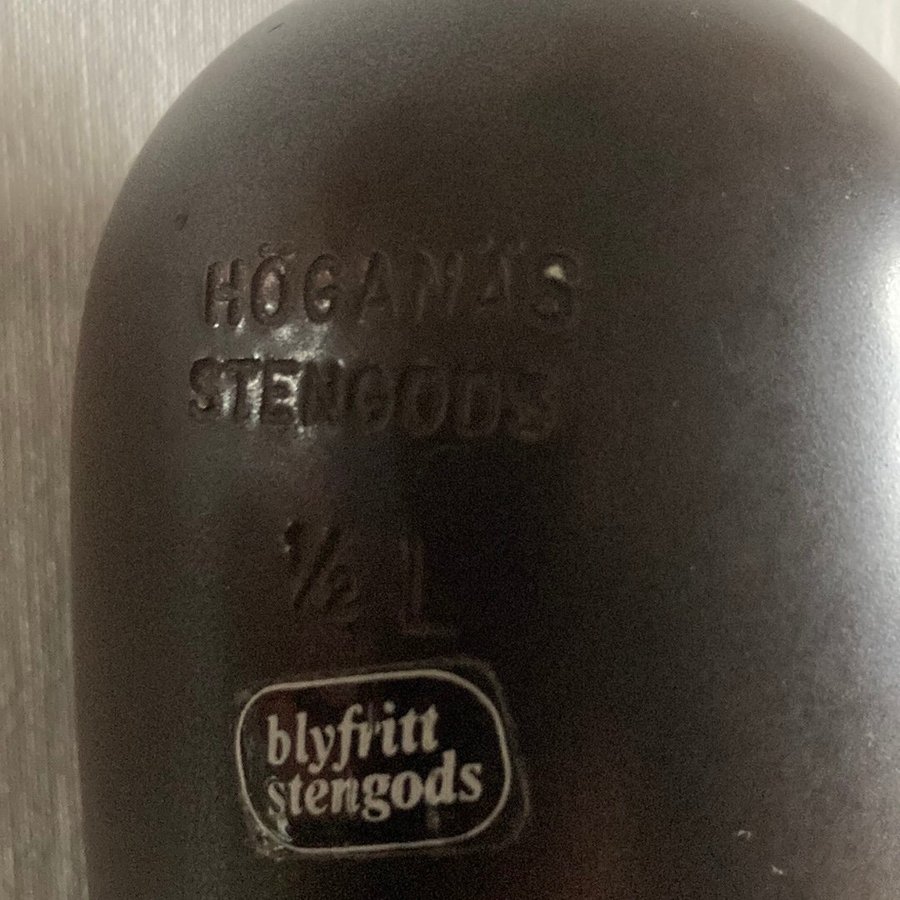 HÖGANÄS
STENGODS
½ L
blyfritt
stengods